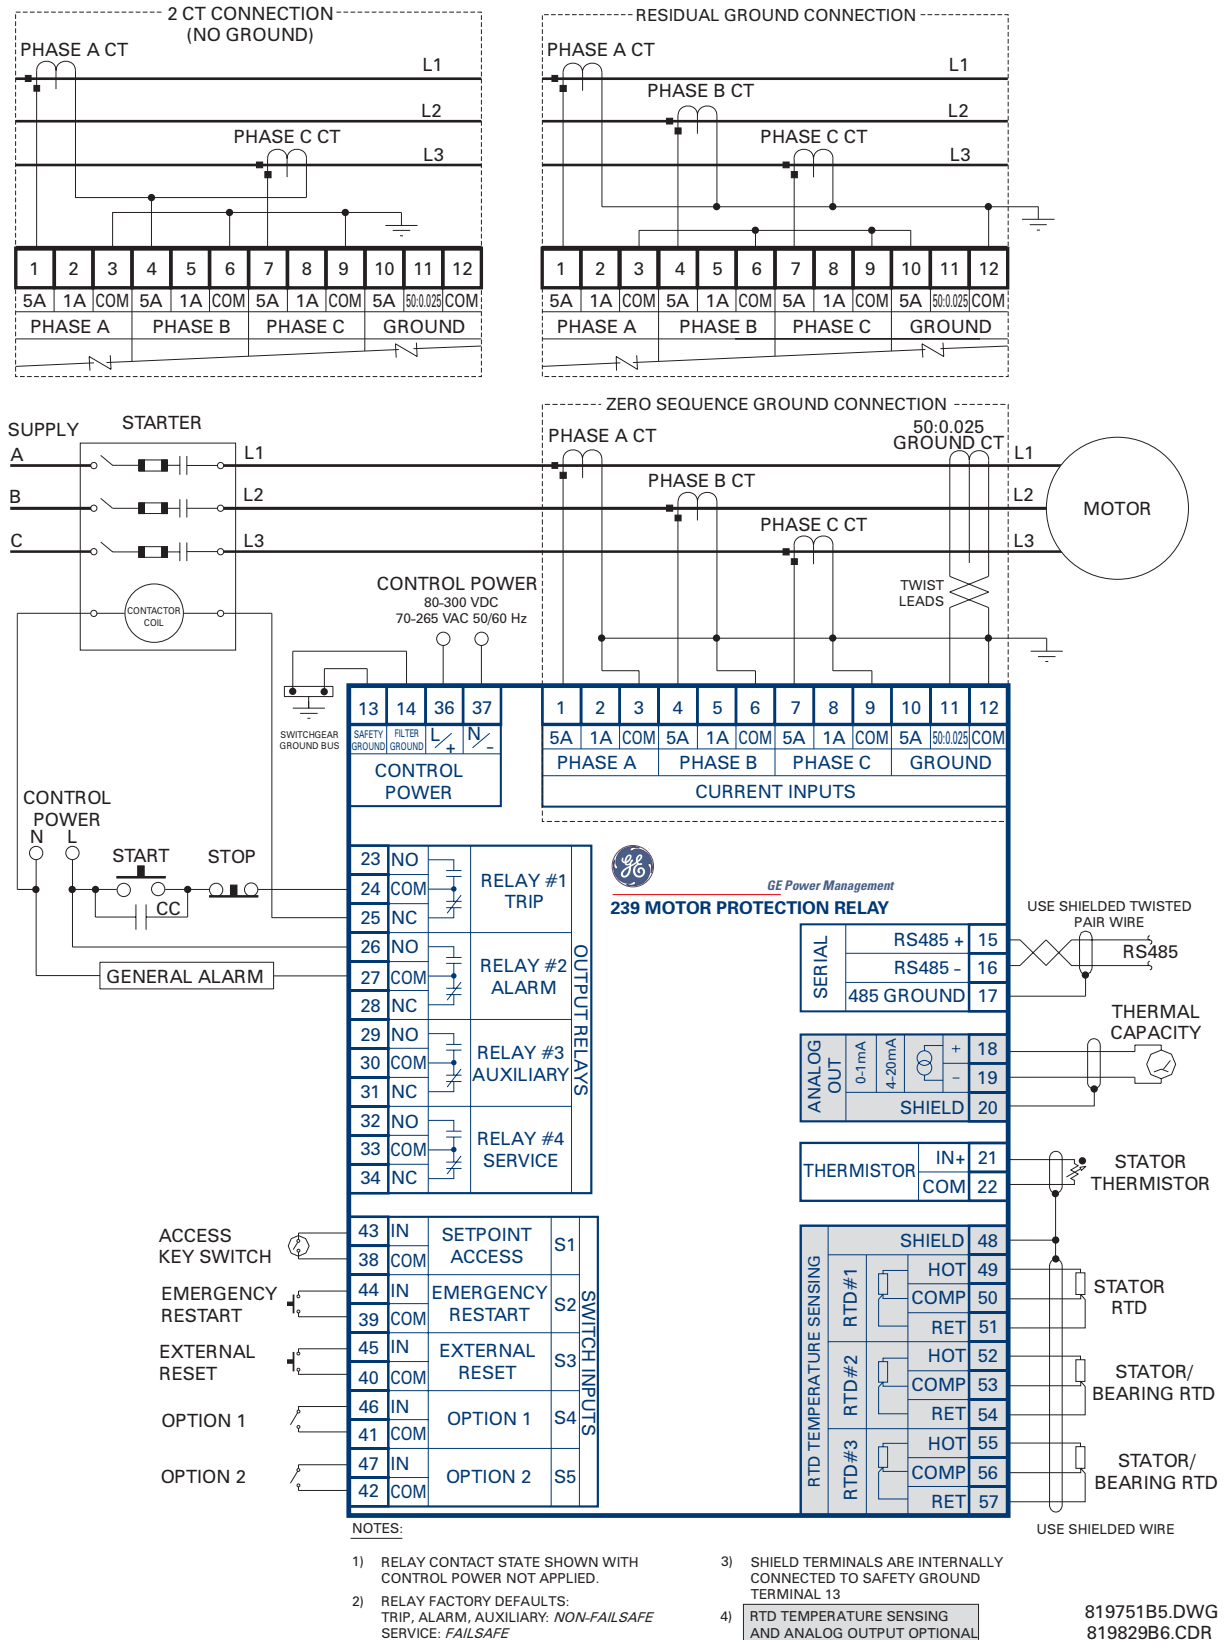 2 CT CONNECTION
(NO GROUND)
PHASE A CT
L1
L2
PHASE C CT
L3
1 2 3 4 5 6 7 8 9 10 11 12
5A 1A COM 5A 1A COM 5A 1A COM 5A 50:0.025 COM
PHASE A PHASE B PHASE C GROUND
RESIDUAL GROUND CONNECTION
PHASE A CT
L1
PHASE B CT
L2
PHASE C CT
L3
1 2 3 4 5 6 7 8 9 10 11 12
5A 1A COM 5A 1A COM 5A 1A COM 5A 50:0.025 COM
PHASE A PHASE B PHASE C GROUND
ZERO SEQUENCE GROUND CONNECTION
SUPPLY
STARTER
A
B
C
L1
L2
L3
PHASE A CT
PHASE B CT
PHASE C CT
50:0.025
GROUND CT
L1
L2
L3
MOTOR
TWIST
LEADS
CONTACTOR
COIL
CONTROL POWER
80-300 VDC
70-265 VAC 50/60 Hz
SWITCHGEAR
GROUND BUS
13 14 36 37
SAFETY
GROUND
FILTER
GROUND
L/+
N/-
CONTROL
POWER
1 2 3 4 5 6 7 8 9 10 11 12
5A 1A COM 5A 1A COM 5A 1A COM 5A 50:0.025 COM
PHASE A PHASE B PHASE C GROUND
CURRENT INPUTS
CONTROL
POWER
N L
START
STOP
CC
GENERAL ALARM
23 NO
24 COM
25 NC
RELAY #1
TRIP
26 NO
27 COM
28 NC
RELAY #2
ALARM
29 NO
30 COM
31 NC
RELAY #3
AUXILIARY
32 NO
33 COM
34 NC
RELAY #4
SERVICE
OUTPUT RELAYS
GE
GE Power Management
239 MOTOR PROTECTION RELAY
SERIAL
RS485 + 15
RS485 - 16
485 GROUND 17
USE SHIELDED TWISTED
PAIR WIRE
RS485
ANALOG
OUT
0-1mA
4-20mA
+ 18
- 19
SHIELD 20
THERMAL
CAPACITY
THERMISTOR
IN+ 21
COM 22
STATOR
THERMISTOR
ACCESS
KEY SWITCH
43 IN
38 COM
SETPOINT
ACCESS
S1
EMERGENCY
RESTART
44 IN
39 COM
EMERGENCY
RESTART
S2
EXTERNAL
RESET
45 IN
40 COM
EXTERNAL
RESET
S3
OPTION 1
46 IN
41 COM
OPTION 1
S4
OPTION 2
47 IN
42 COM
OPTION 2
S5
SWITCH INPUTS
RTD TEMPERATURE SENSING
SHIELD 48
RTD#1
HOT 49
COMP 50
RET 51
STATOR
RTD
RTD#2
HOT 52
COMP 53
RET 54
STATOR/
BEARING RTD
RTD#3
HOT 55
COMP 56
RET 57
STATOR/
BEARING RTD
USE SHIELDED WIRE
NOTES:
1) RELAY CONTACT STATE SHOWN WITH
CONTROL POWER NOT APPLIED.
2) RELAY FACTORY DEFAULTS:
TRIP, ALARM, AUXILIARY: NON-FAILSAFE
SERVICE: FAILSAFE
3) SHIELD TERMINALS ARE INTERNALLY
CONNECTED TO SAFETY GROUND
TERMINAL 13
4) RTD TEMPERATURE SENSING
AND ANALOG OUTPUT OPTIONAL
819751B5.DWG
819829B6.CDR